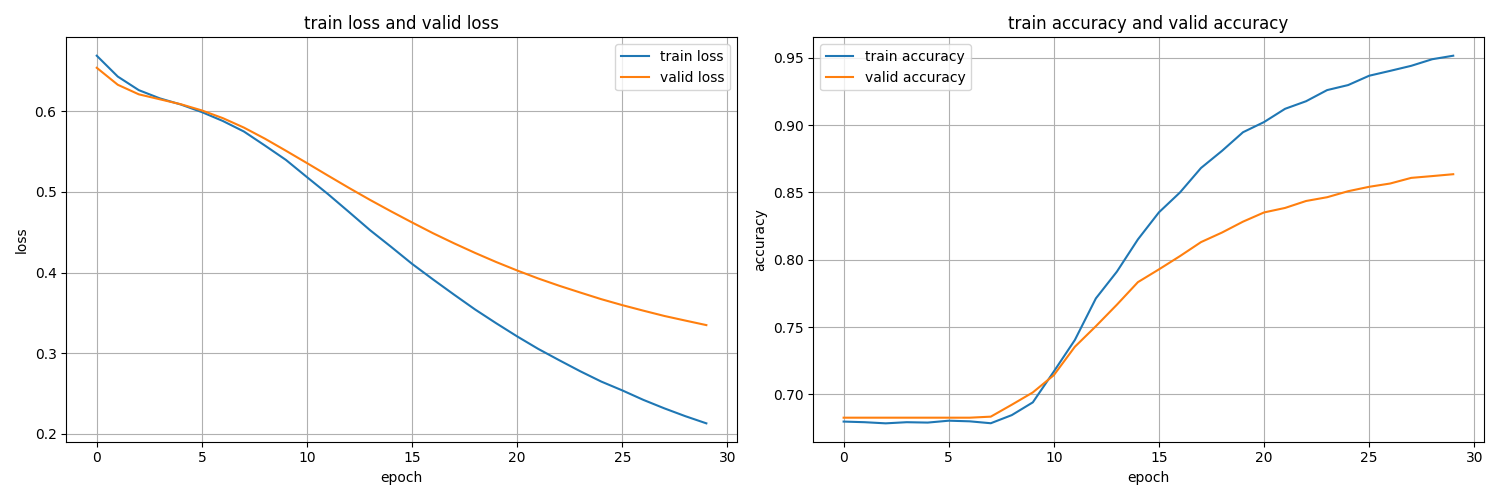 train loss and valid loss
train loss
valid loss
0.6
0.5
0.4
0.3
0.2
loss
0 5 10 15 20 25 30
epoch
train accuracy and valid accuracy
train accuracy
valid accuracy
0.95
0.90
0.85
0.80
0.75
0.70
accuracy
0 5 10 15 20 25 30
epoch